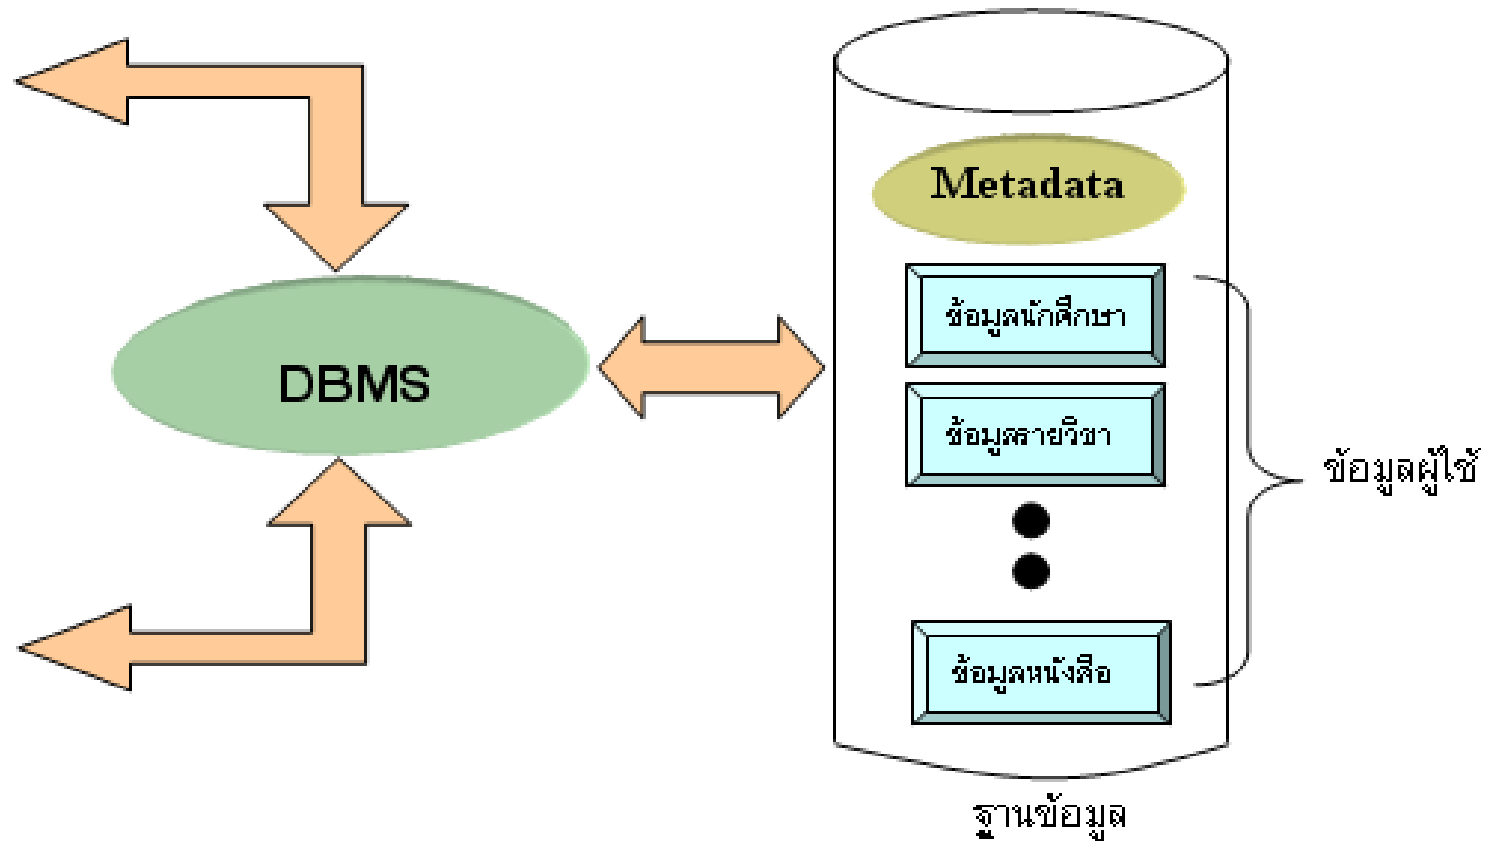 Metadata
ข้อมูลนักศึกษา
DBMS
ข้อมูลรายวิชา
ข้อมูลผู้ใช้
ข้อมูลหนังสือ
ฐานข้อมูล